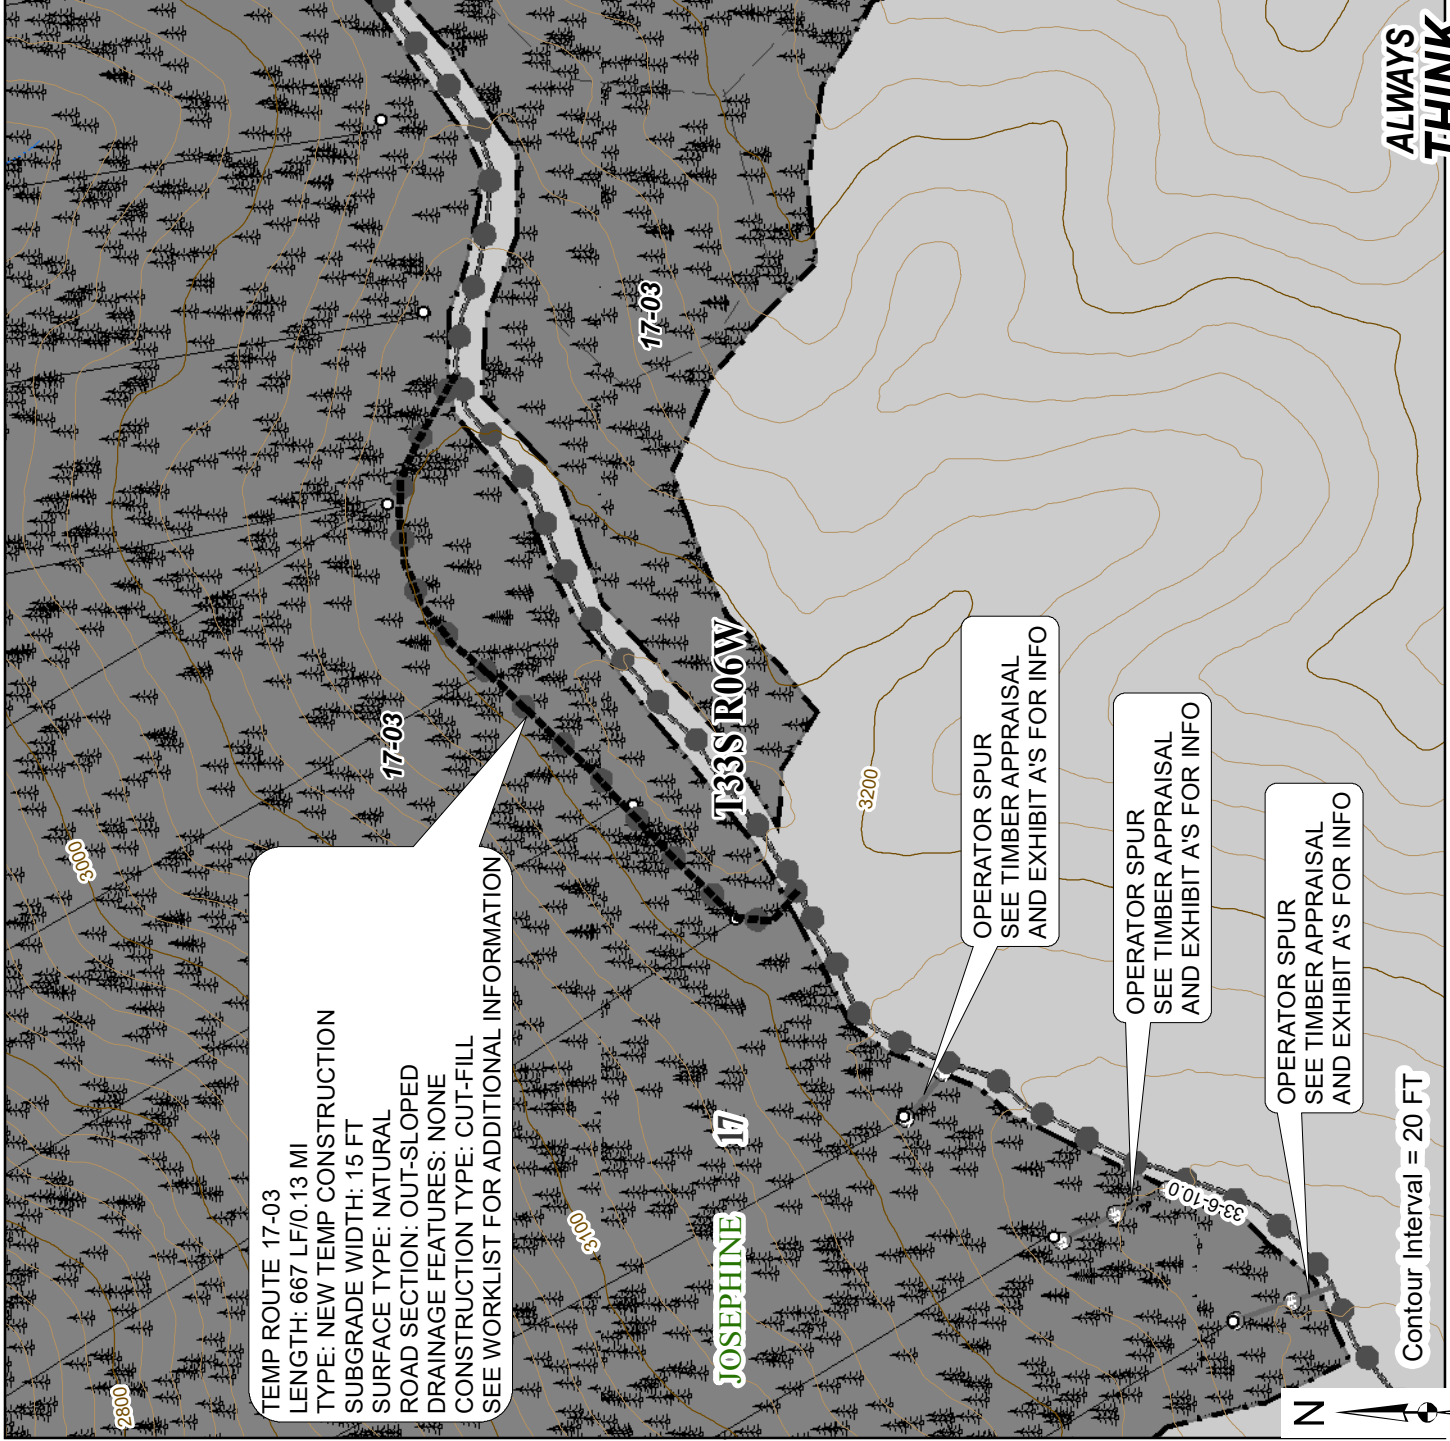 TEMP ROUTE 17-03
LENGTH: 667 LF/0.13 MI
TYPE: NEW TEMP CONSTRUCTION
SUBGRADE WIDTH: 15 FT
SURFACE TYPE: NATURAL
ROAD SECTION: OUT-SLOPED
DRAINAGE FEATURES: NONE
CONSTRUCTION TYPE: CUT-FILL
SEE WORKLIST FOR ADDITIONAL INFORMATION
2800
3000
17-03
17-03
3100
JOSEPHINE
17
T33S R06W
3200
OPERATOR SPUR
SEE TIMBER APPRAISAL
AND EXHIBIT A'S FOR INFO
OPERATOR SPUR
SEE TIMBER APPRAISAL
AND EXHIBIT A'S FOR INFO
33-6-10.0
OPERATOR SPUR
SEE TIMBER APPRAISAL
AND EXHIBIT A'S FOR INFO
N
Contour Interval = 20 FT
ALWAYS
THINK